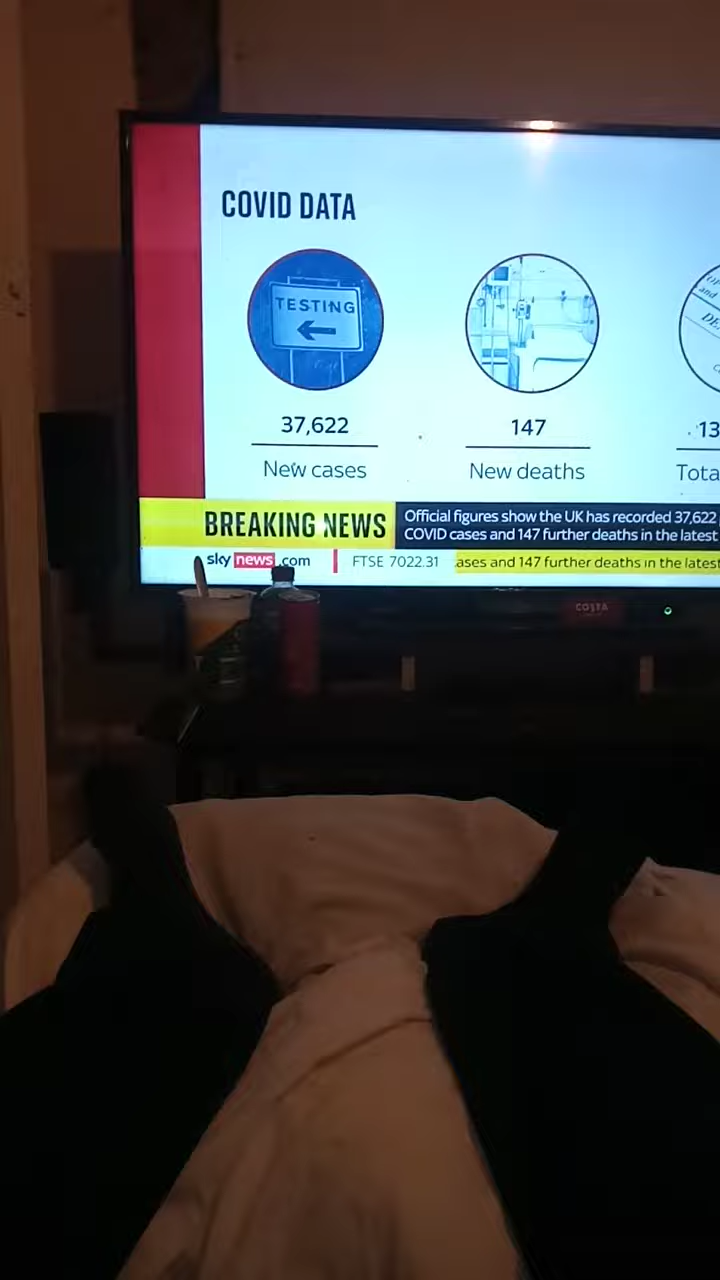 COVID DATA
TESTING
37,622
New cases
147
New deaths
13
Tota
BREAKING NEWS
Official figures show the UK has recorded 37,622
COVID cases and 147 further deaths in the latest
sky news.com
FTSE 7022.31
ases and 147 further deaths in the latest
COSTA